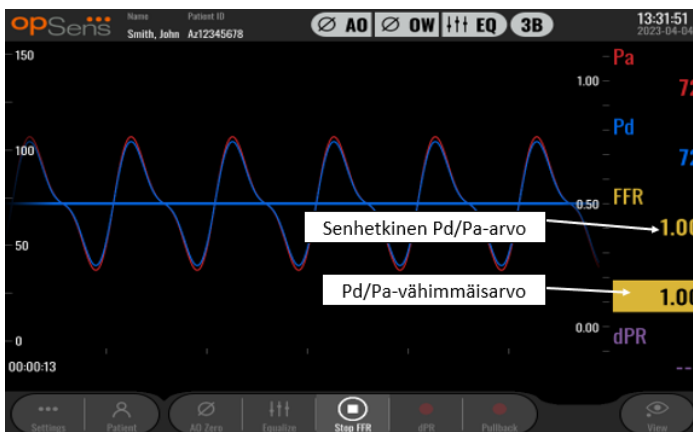 opSens
Name Patient ID
Smith, John Az12345678
AO OW EQ 3B
13:31:51
2023-04-04
150
100
50
0
00:00:13
1.00
0.50
0.00
Pa
72
Pd
72
FFR
1.00
1.00
dPR
--
Senhetkinen Pd/Pa-arvo
Pd/Pa-vähimmäisarvo
Settings Patient AO Zero Equalize Stop FFR dPR Pullback View